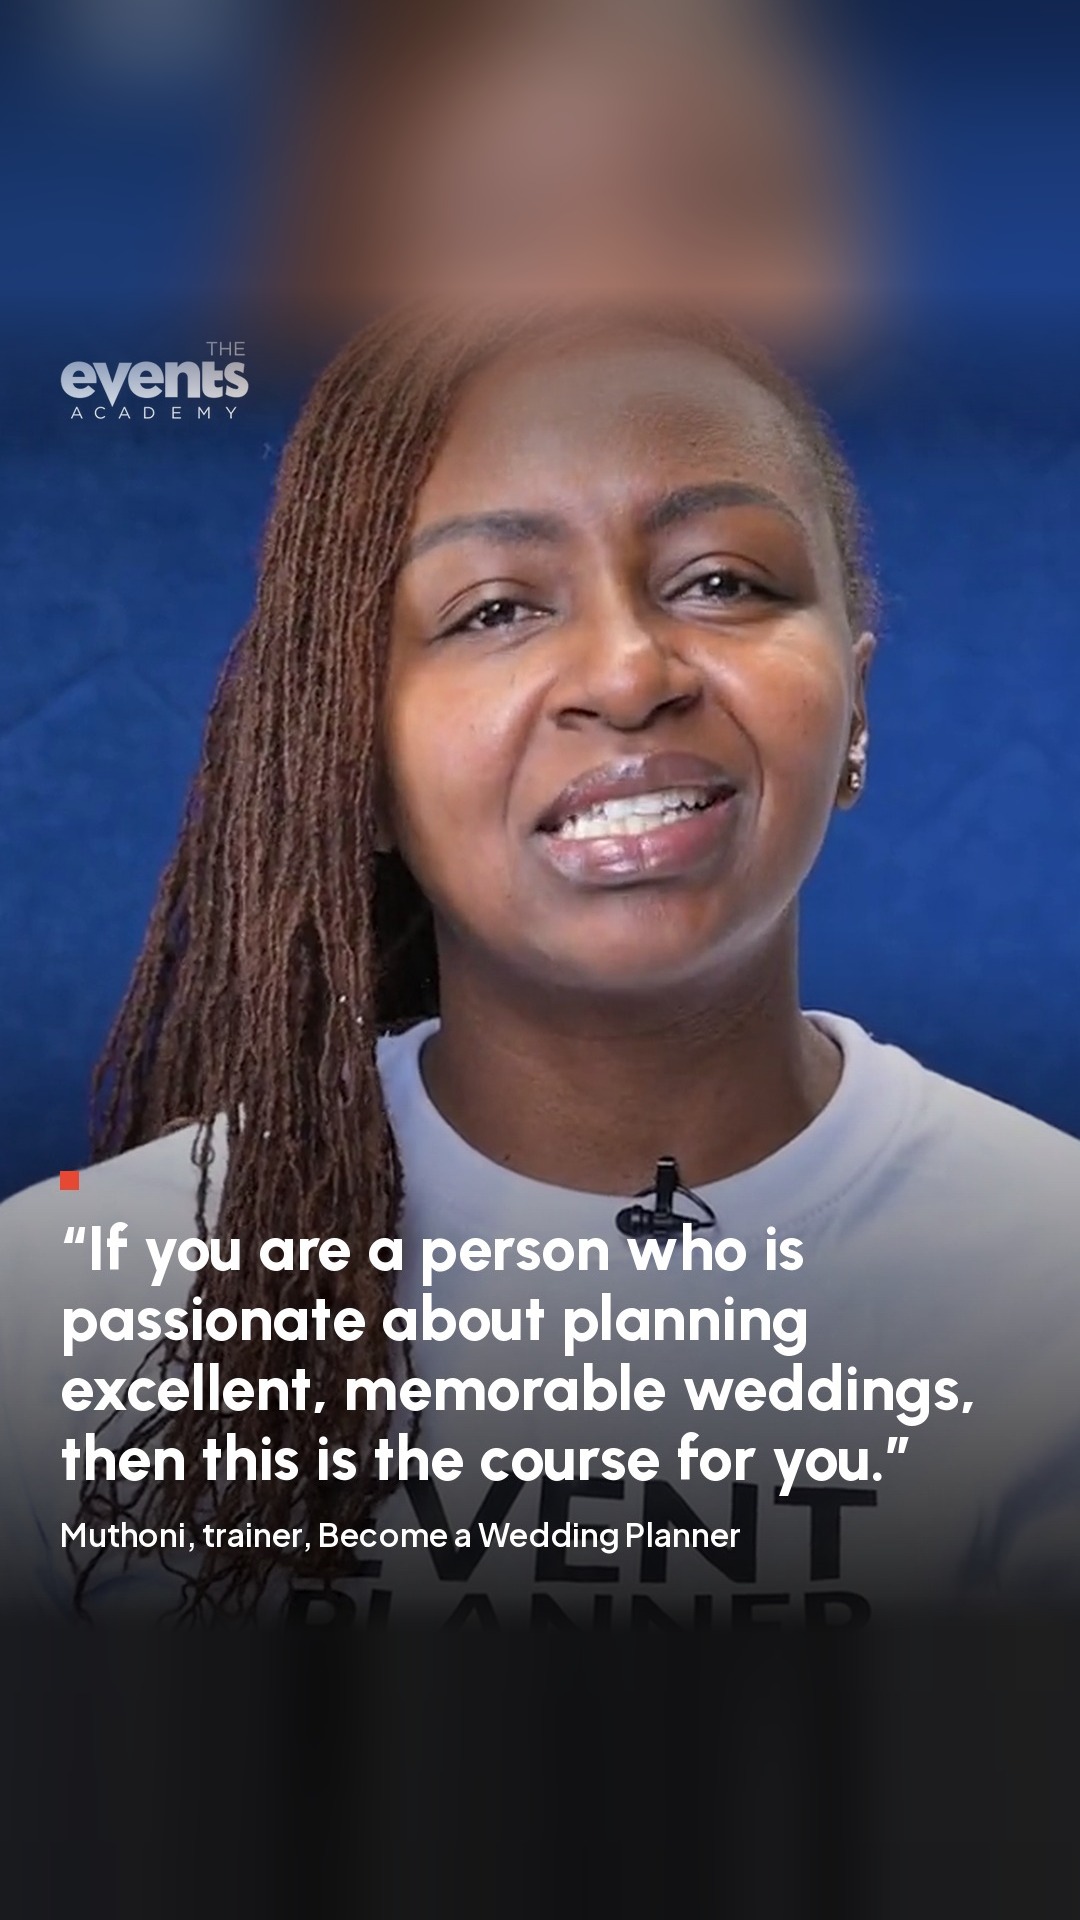 THE
events
ACADEMY
“If you are a person who is
passionate about planning
excellent, memorable weddings,
then this is the course for you.”
Muthoni, trainer, Become a Wedding Planner
EVENT
PLANNER